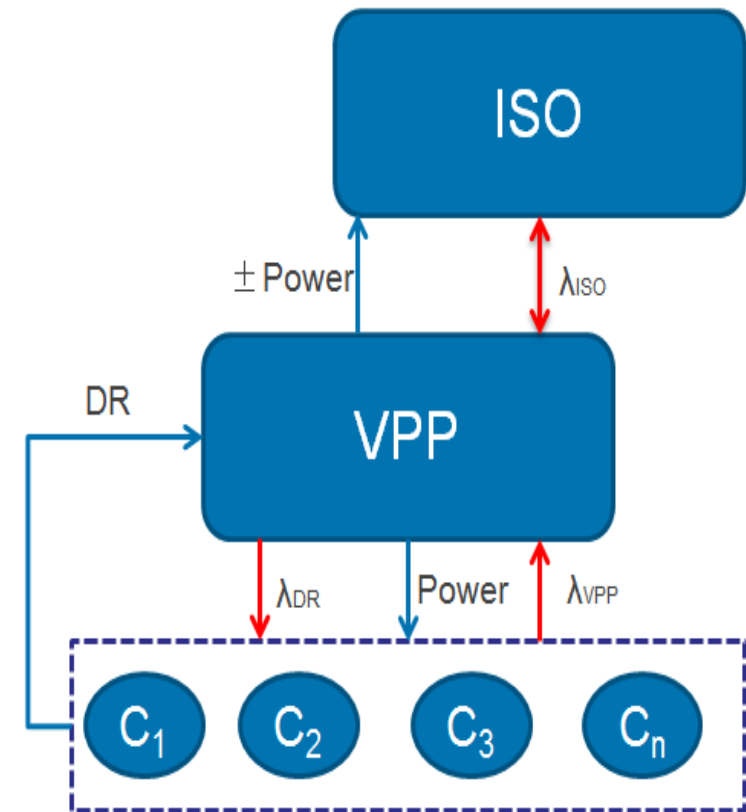 ISO
± Power
λISO
DR
VPP
λDR
Power
λVPP
C1
C2
C3
Cn